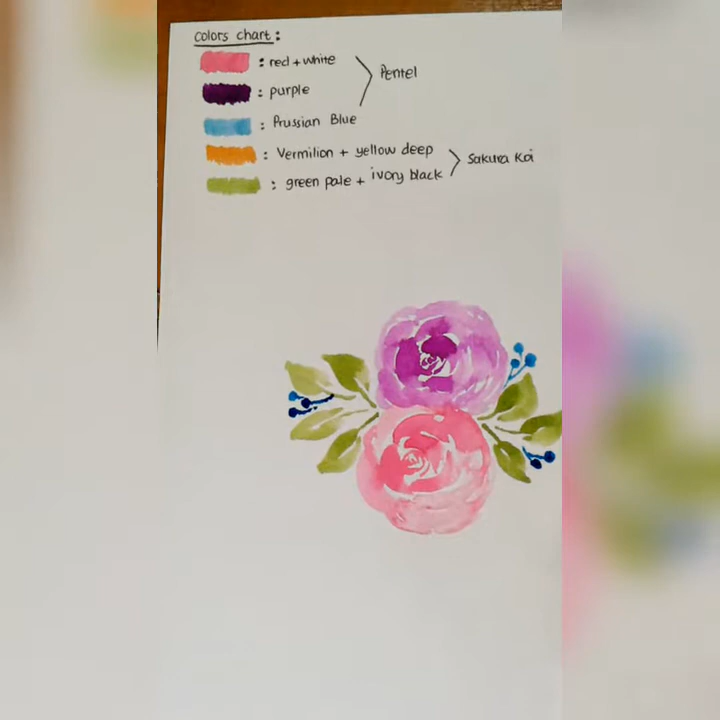 Colors chart :
: red + white
: purple
Pentel
: Prussian Blue
: Vermilion + yellow deep
Sakura Koi
: green pale + ivory black